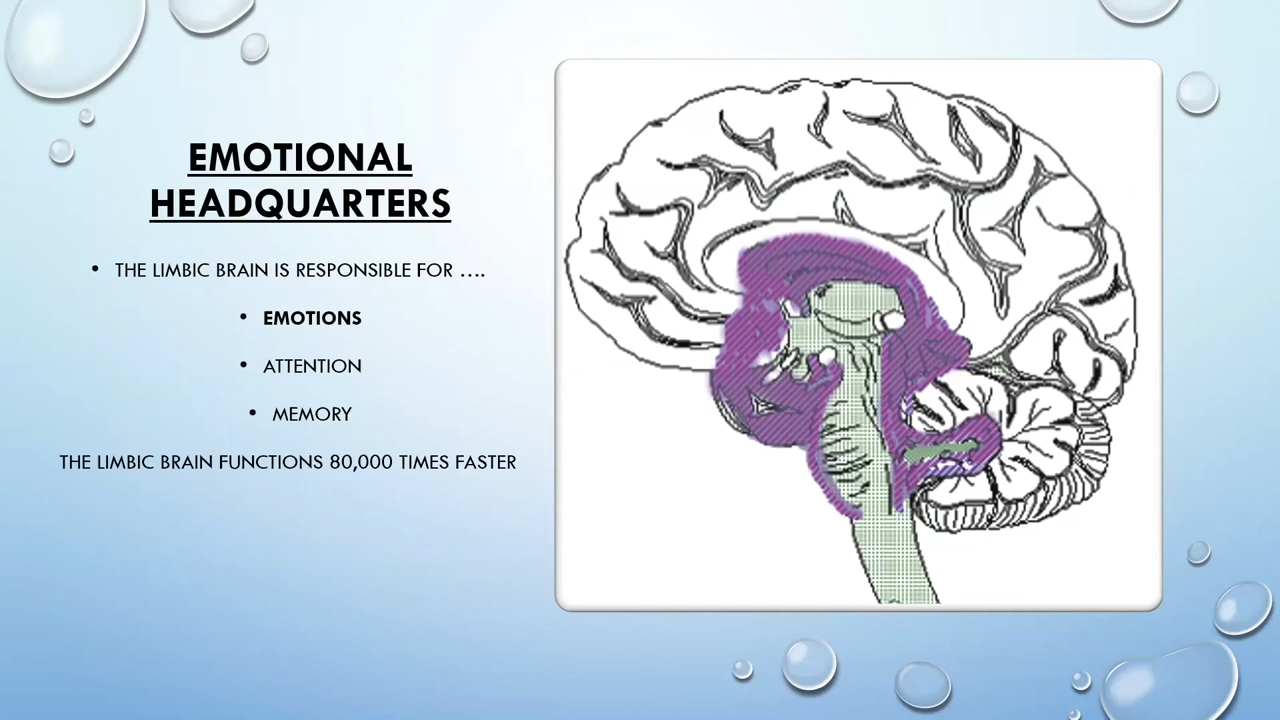 EMOTIONAL
HEADQUARTERS
• THE LIMBIC BRAIN IS RESPONSIBLE FOR ….
• EMOTIONS
• ATTENTION
• MEMORY
THE LIMBIC BRAIN FUNCTIONS 80,000 TIMES FASTER